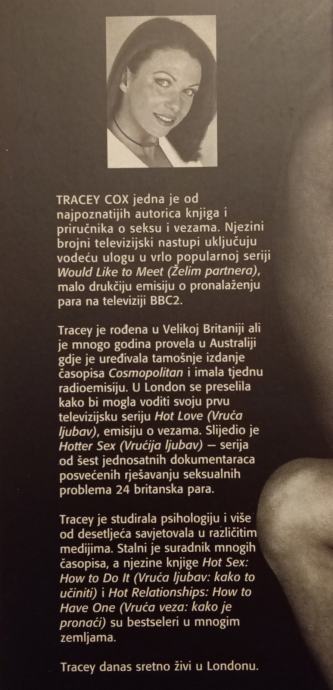 TRACEY COX jedna je od
najpoznatijih autorica knjiga i
priručnika o seksu i vezama. Njezini
brojni televizijski nastupi uključuju
vodeću ulogu u vrlo popularnoj seriji
Would Like to Meet (Želim partnera),
malo drukčiju emisiju o pronalaženju
para na televiziji BBC2.
Tracey je rođena u Velikoj Britaniji ali
je mnogo godina provela u Australiji
gdje je uređivala tamošnje izdanje
časopisa Cosmopolitan i imala tjednu
radioemisiju. U London se preselila
kako bi mogla voditi svoju prvu
televizijsku seriju Hot Love (Vruća
ljubav), emisiju o vezama. Slijedio je
Hotter Sex (Vrućija ljubav) — serija
od šest jednosatnih dokumentaraca
posvećenih rješavanju seksualnih
problema 24 britanska para.
Tracey je studirala psihologiju i više
od desetljeća savjetovala u različitim
medijima. Stalni je suradnik mnogih
časopisa, a njezine knjige Hot Sex:
How to Do It (Vruća ljubav: kako to
učiniti) i Hot Relationships: How to
Have One (Vruća veza: kako je
pronaći) su bestseleri u mnogim
zemljama.
Tracey danas sretno živi u Londonu.